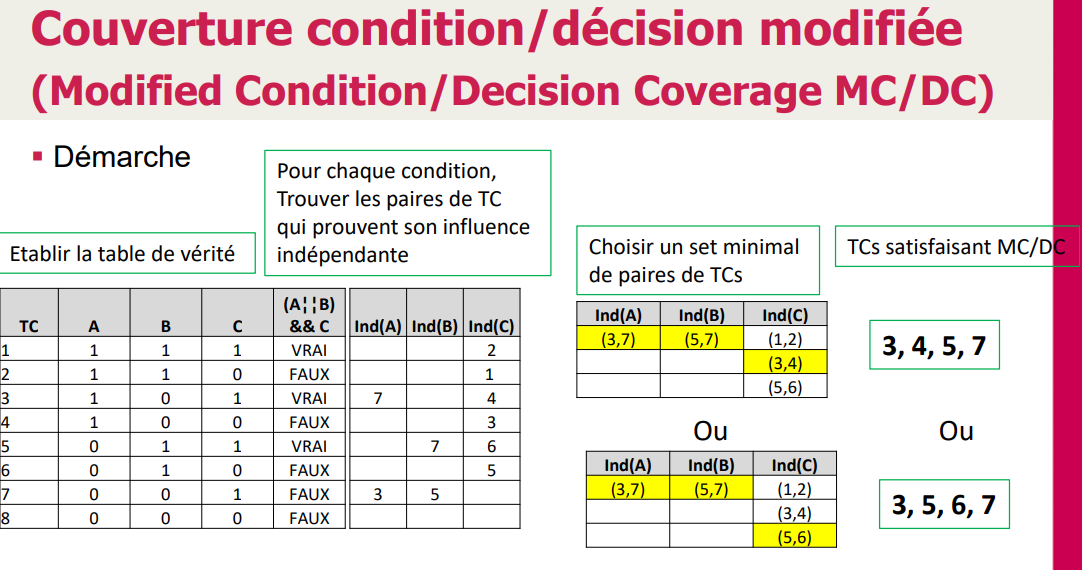 Couverture condition/décision modifiée
(Modified Condition/Decision Coverage MC/DC)
▪ Démarche
Pour chaque condition,
Trouver les paires de TC
qui prouvent son influence
indépendante
Etablir la table de vérité
Choisir un set minimal
de paires de TCs
TCs satisfaisant MC/DC
TC A B C (A¦¦B) && C Ind(A) Ind(B) Ind(C)
1 1 1 1 VRAI 2
2 1 1 0 FAUX 1
3 1 0 1 VRAI 7 4
4 1 0 0 FAUX 3
5 0 1 1 VRAI 7 6
6 0 1 0 FAUX 5
7 0 0 1 FAUX 3 5
8 0 0 0 FAUX
Ind(A) Ind(B) Ind(C)
(3,7) (5,7) (1,2)
(3,4)
(5,6)
3, 4, 5, 7
Ou
Ou
Ind(A) Ind(B) Ind(C)
(3,7) (5,7) (1,2)
(3,4)
(5,6)
3, 5, 6, 7